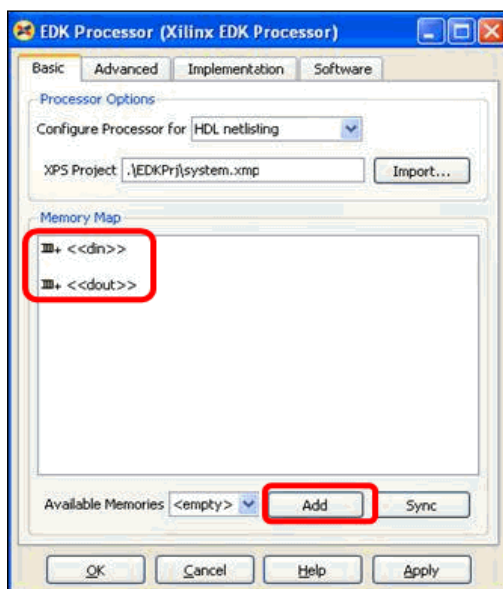 EDK Processor (Xilinx EDK Processor)
Basic Advanced Implementation Software
Processor Options
Configure Processor for HDL netlisting
XPS Project .\EDKPrj\system.xmp Import...
Memory Map
<<din>>
<<dout>>
Available Memories <empty> Add Sync
OK Cancel Help Apply